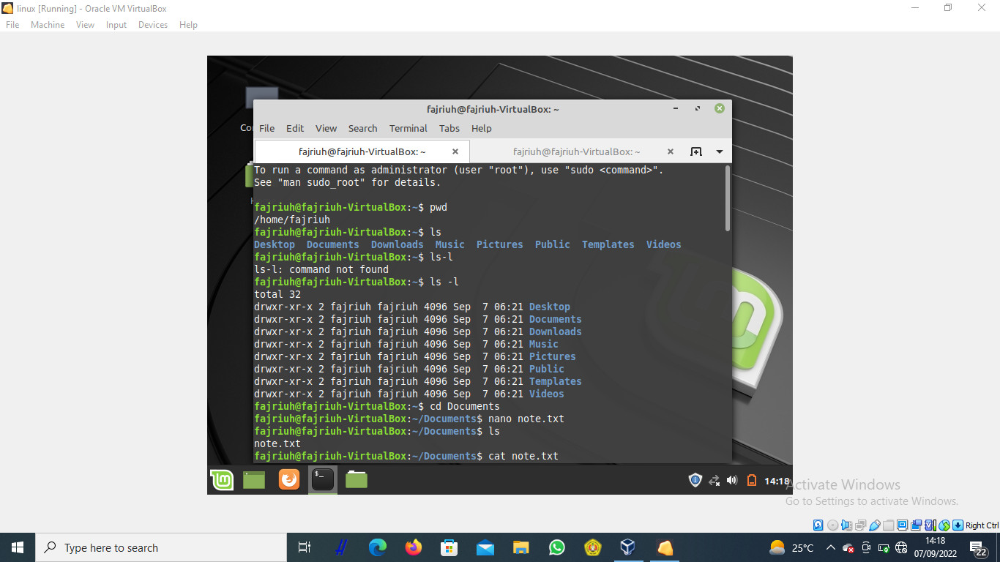 linux [Running] - Oracle VM VirtualBox
File Machine View Input Devices Help
fajriuh@fajriuh-VirtualBox: ~
File Edit View Search Terminal Tabs Help
fajriuh@fajriuh-VirtualBox: ~ fajriuh@fajriuh-VirtualBox: ~
To run a command as administrator (user "root"), use "sudo <command>".
See "man sudo_root" for details.
fajriuh@fajriuh-VirtualBox:~$ pwd
/home/fajriuh
fajriuh@fajriuh-VirtualBox:~$ ls
Desktop Documents Downloads Music Pictures Public Templates Videos
fajriuh@fajriuh-VirtualBox:~$ ls-l
ls-l: command not found
fajriuh@fajriuh-VirtualBox:~$ ls -l
total 32
drwxr-xr-x 2 fajriuh fajriuh 4096 Sep 7 06:21 Desktop
drwxr-xr-x 2 fajriuh fajriuh 4096 Sep 7 06:21 Documents
drwxr-xr-x 2 fajriuh fajriuh 4096 Sep 7 06:21 Downloads
drwxr-xr-x 2 fajriuh fajriuh 4096 Sep 7 06:21 Music
drwxr-xr-x 2 fajriuh fajriuh 4096 Sep 7 06:21 Pictures
drwxr-xr-x 2 fajriuh fajriuh 4096 Sep 7 06:21 Public
drwxr-xr-x 2 fajriuh fajriuh 4096 Sep 7 06:21 Templates
drwxr-xr-x 2 fajriuh fajriuh 4096 Sep 7 06:21 Videos
fajriuh@fajriuh-VirtualBox:~$ cd Documents
fajriuh@fajriuh-VirtualBox:~/Documents$ nano note.txt
fajriuh@fajriuh-VirtualBox:~/Documents$ ls
note.txt
fajriuh@fajriuh-VirtualBox:~/Documents$ cat note.txt
14:18
Activate Windows
Go to Settings to activate Windows.
Right Ctrl
Type here to search
25°C
14:18
07/09/2022
22